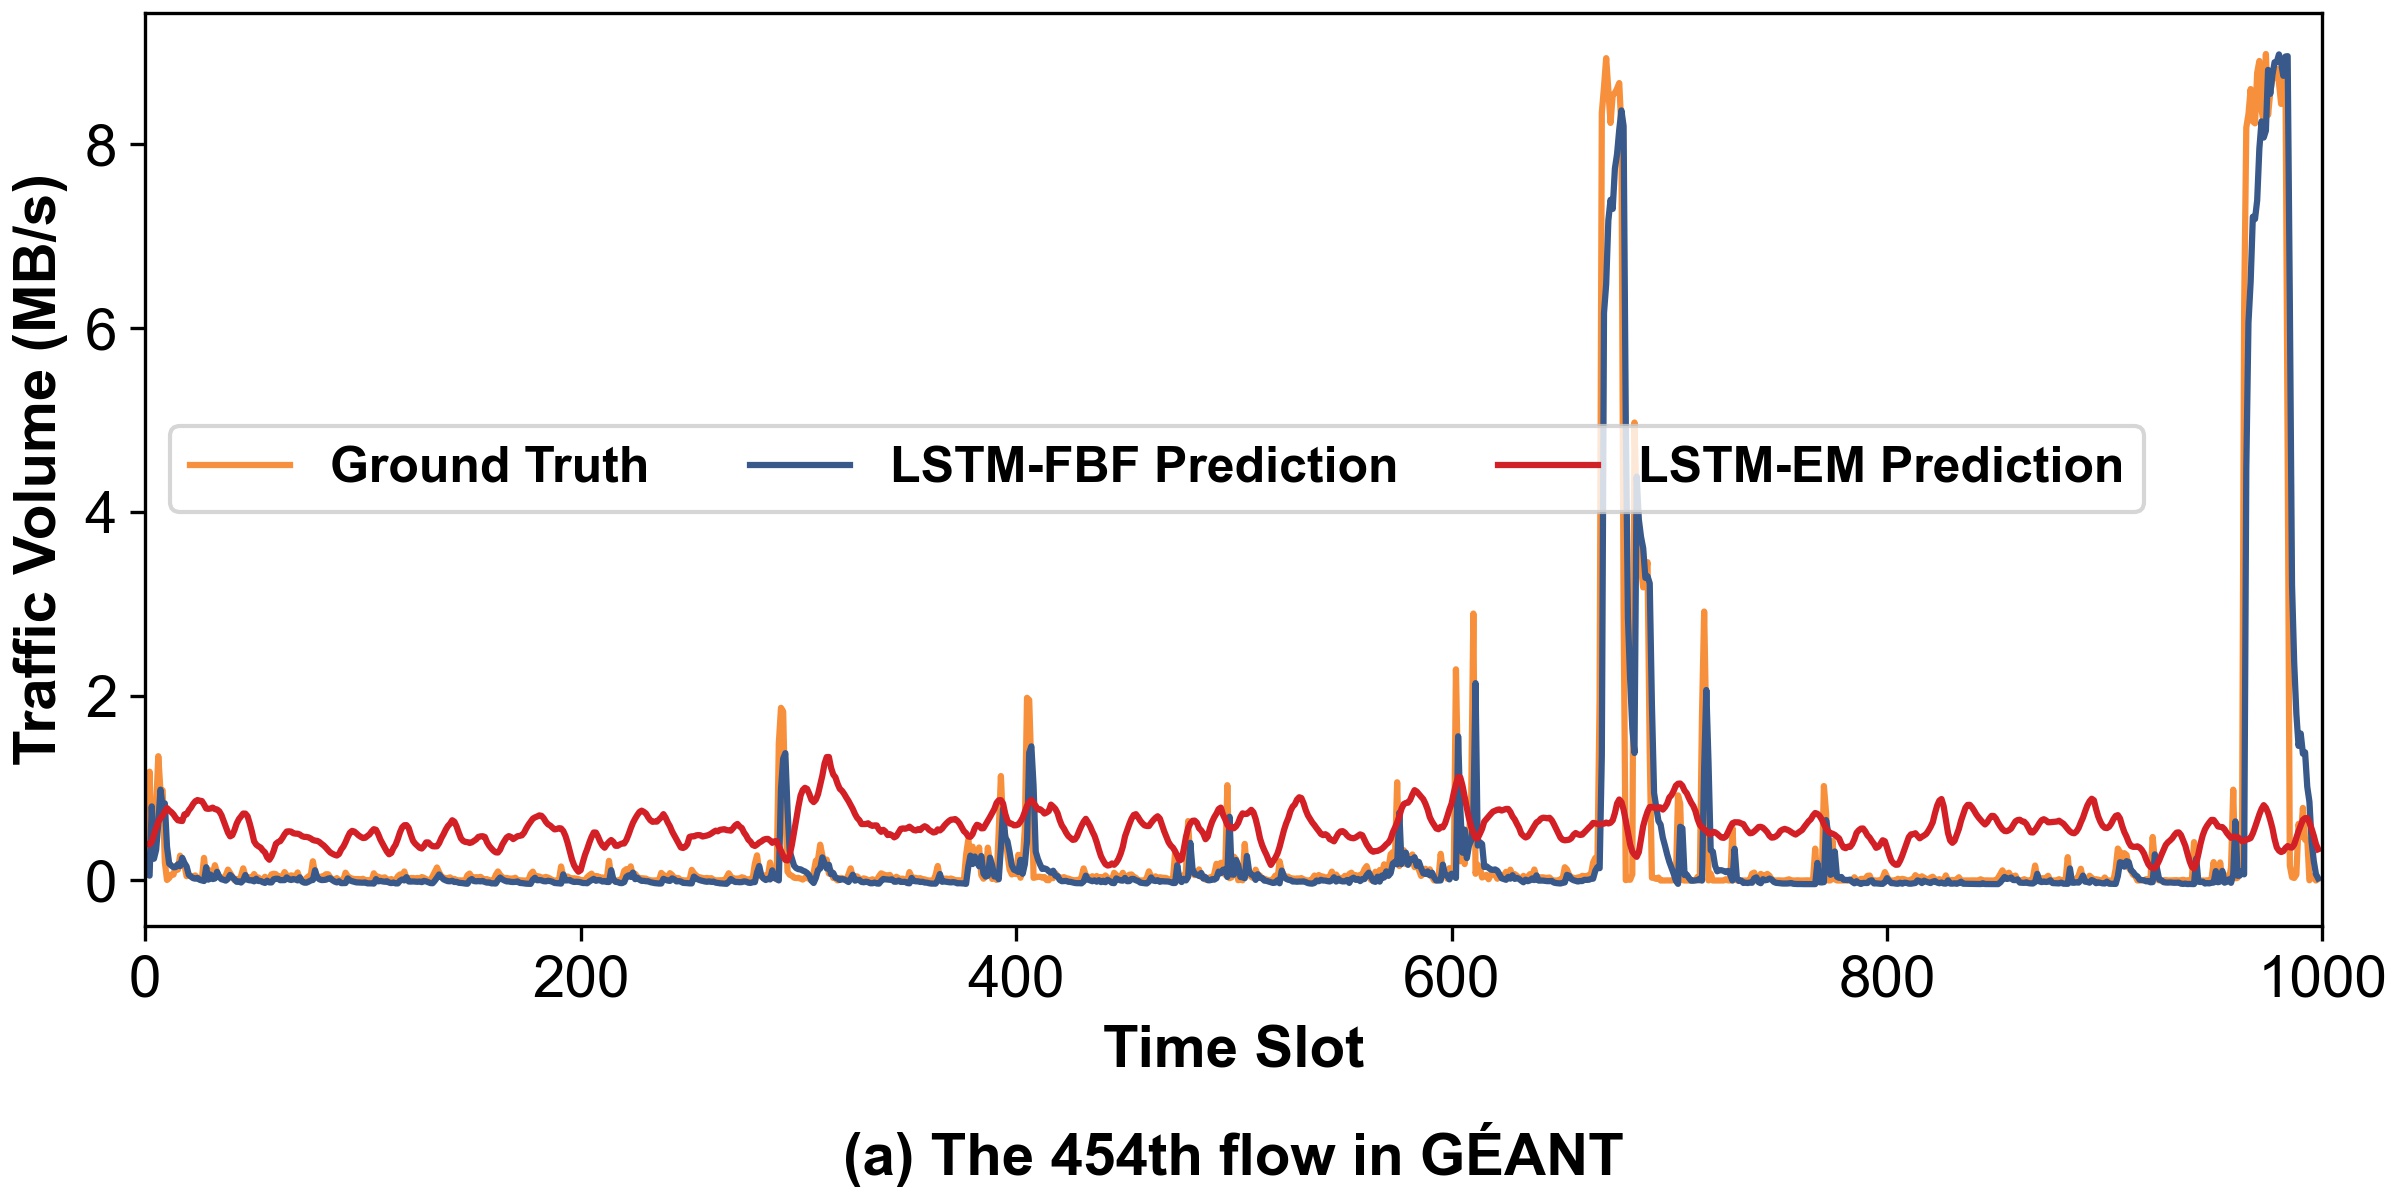 Traffic Volume (MB/s)
8
6
4
2
0
Ground Truth LSTM-FBF Prediction LSTM-EM Prediction
0 200 400 600 800 1000
Time Slot
(a) The 454th flow in GÉANT